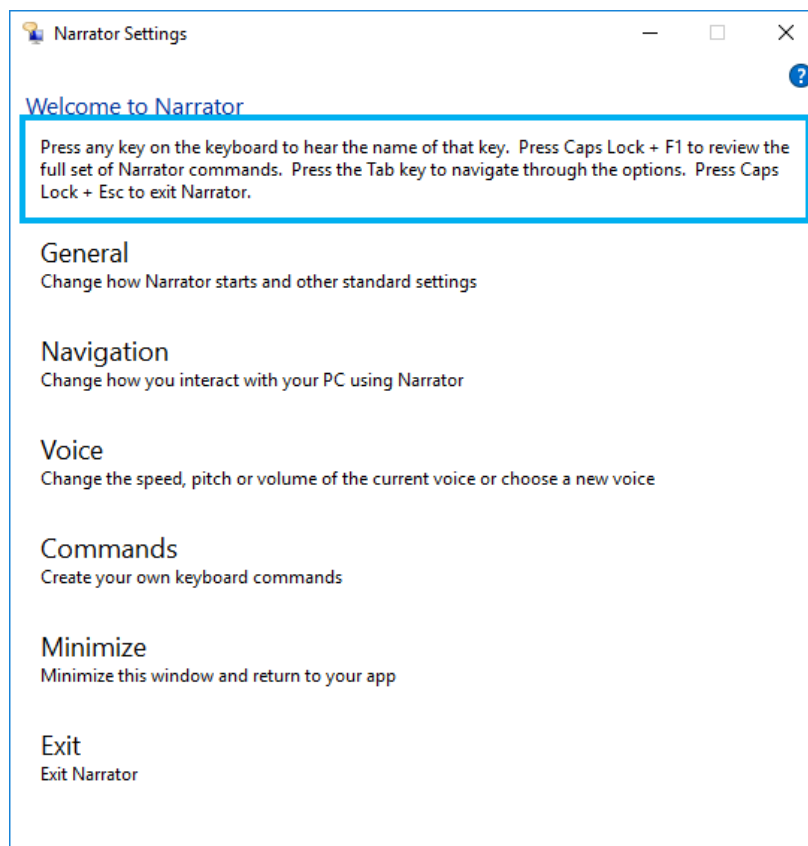 Narrator Settings
?
Welcome to Narrator
Press any key on the keyboard to hear the name of that key.  Press Caps Lock + F1 to review the
full set of Narrator commands.  Press the Tab key to navigate through the options.  Press Caps
Lock + Esc to exit Narrator.
General
Change how Narrator starts and other standard settings
Navigation
Change how you interact with your PC using Narrator
Voice
Change the speed, pitch or volume of the current voice or choose a new voice
Commands
Create your own keyboard commands
Minimize
Minimize this window and return to your app
Exit
Exit Narrator